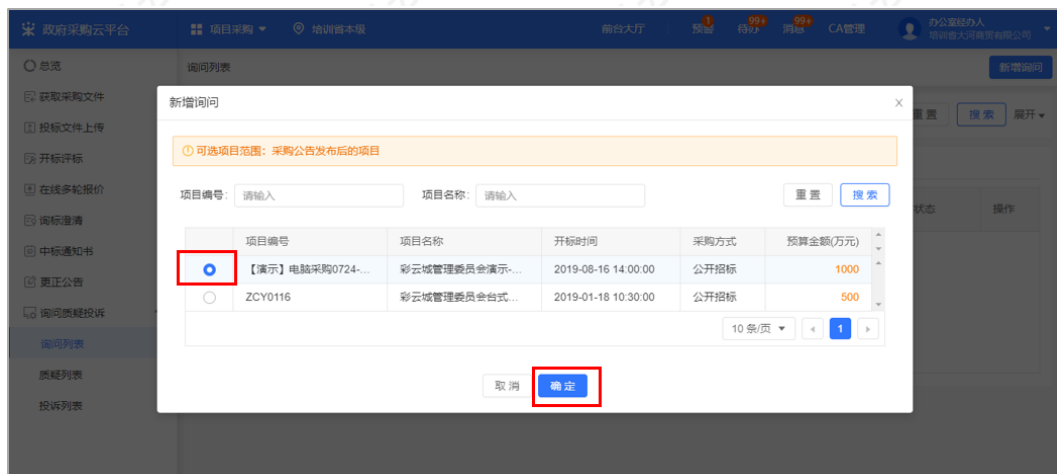 政府采购云平台 项目采购 培训省本级 前台大厅 预警 1 待办 99+ 消息 99+ CA管理 办公室经办人
培训省大河商贸有限公司
总览
询问列表 新增询问
获取采购文件
投标文件上传
开标评标
在线多轮报价
询标澄清
中标通知书
更正公告
询问质疑投诉
询问列表
质疑列表
投诉列表
重置 搜索 展开
状态 操作
新增询问
可选项目范围：采购公告发布后的项目
项目编号: 请输入 项目名称: 请输入 重置 搜索
项目编号 项目名称 开标时间 采购方式 预算金额(万元)
【演示】电脑采购0724-... 彩云城管理委员会演示-... 2019-08-16 14:00:00 公开招标 1000
ZCY0116 彩云城管理委员会台式... 2019-01-18 10:30:00 公开招标 500
10 条/页 1
取消 确定